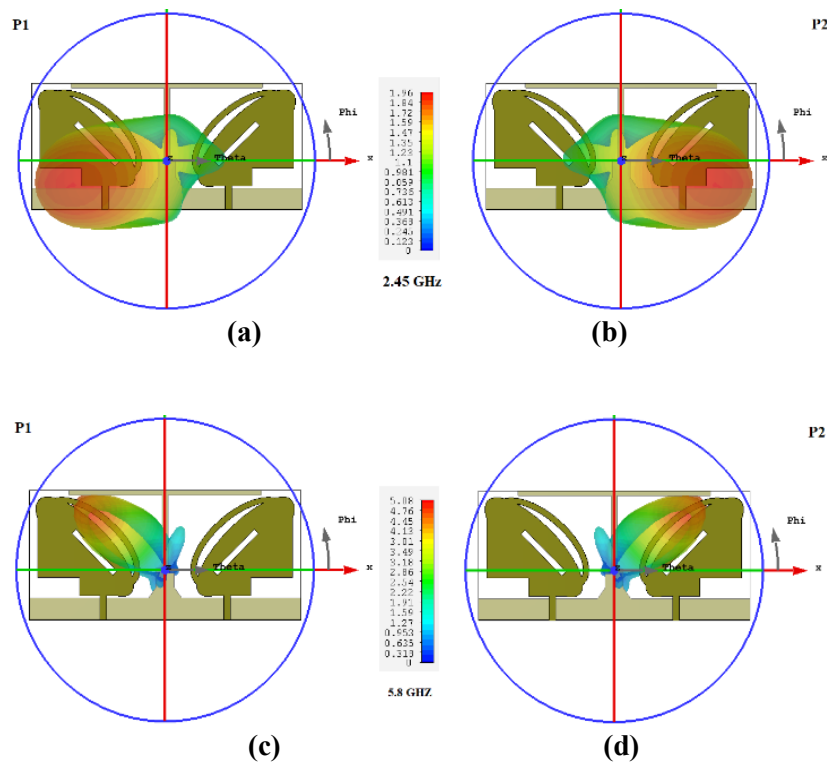 P1
P2
Phi
x
Theta
1.96
1.84
1.72
1.59
1.47
1.35
1.22
1.1
0.981
0.859
0.735
0.613
0.491
0.368
0.245
0.123
0
Phi
x
Theta
2.45 GHz
(a)
(b)
P1
P2
Phi
x
Theta
5.08
4.76
4.45
4.13
3.81
3.49
3.18
2.86
2.54
2.22
1.91
1.59
1.27
0.953
0.635
0.318
0
Phi
x
Theta
5.8 GHZ
(c)
(d)